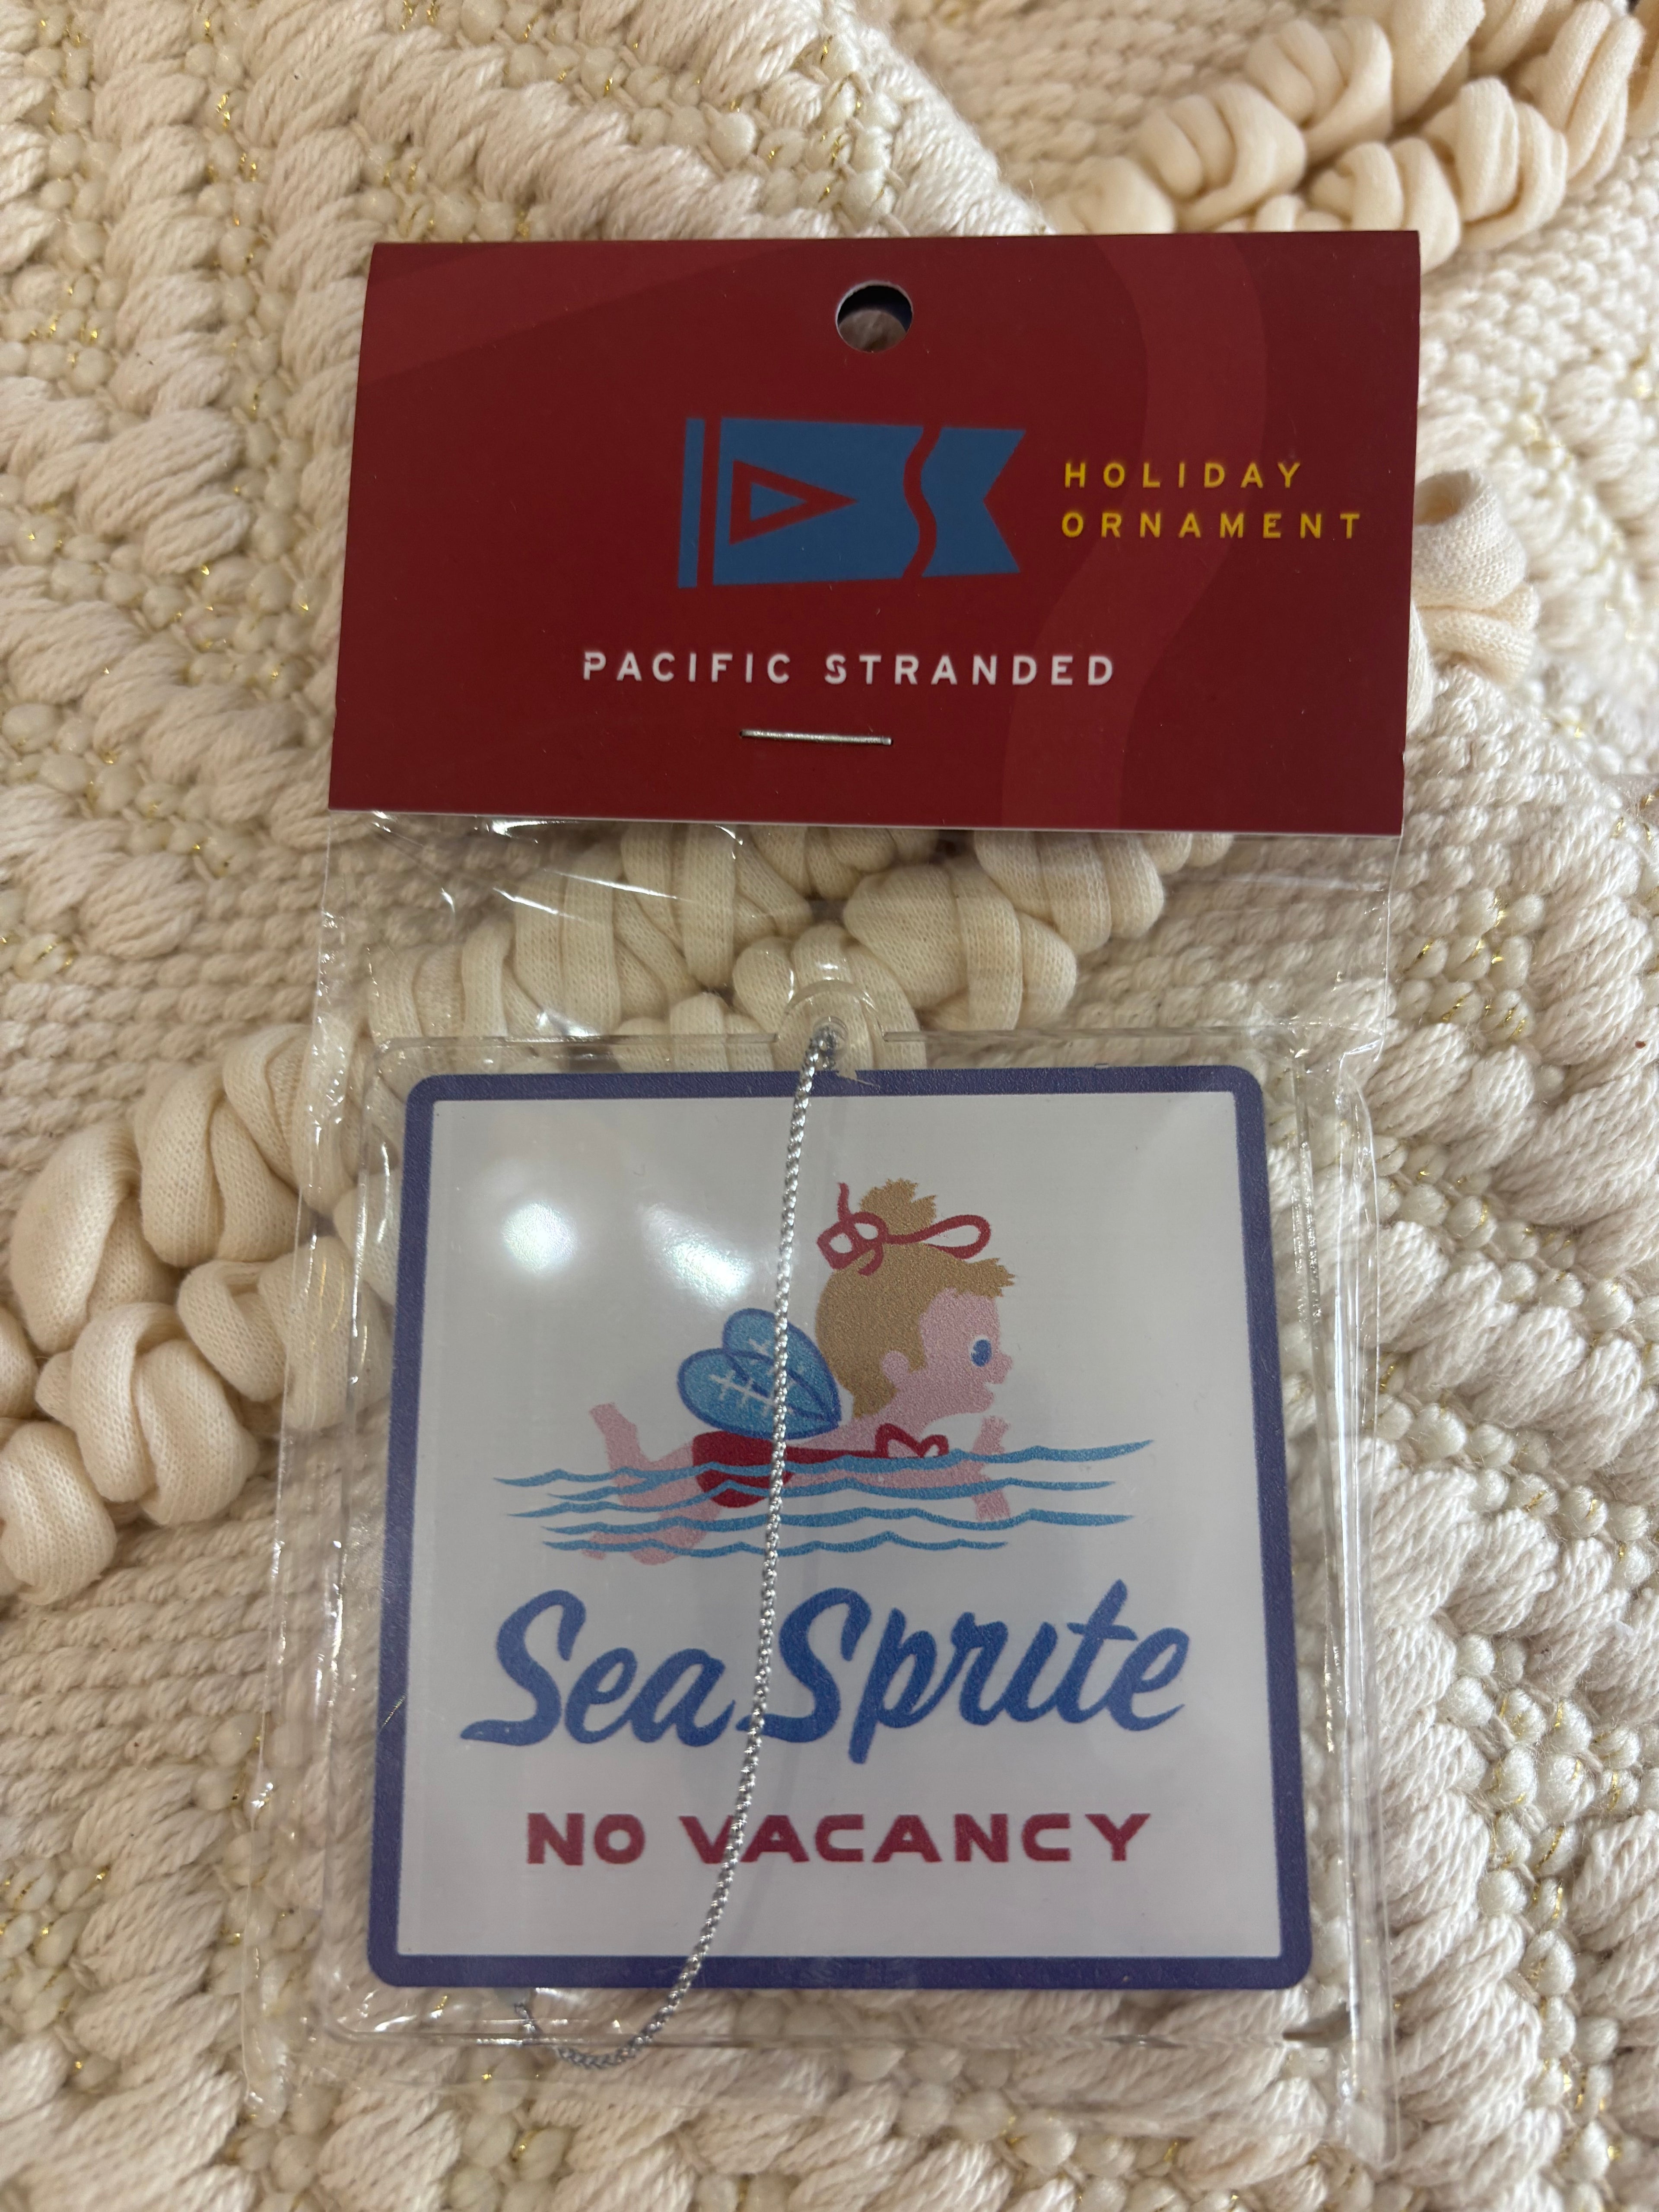 HOLIDAY
ORNAMENT
PACIFIC STRANDED
Sea Sprite
NO VACANCY